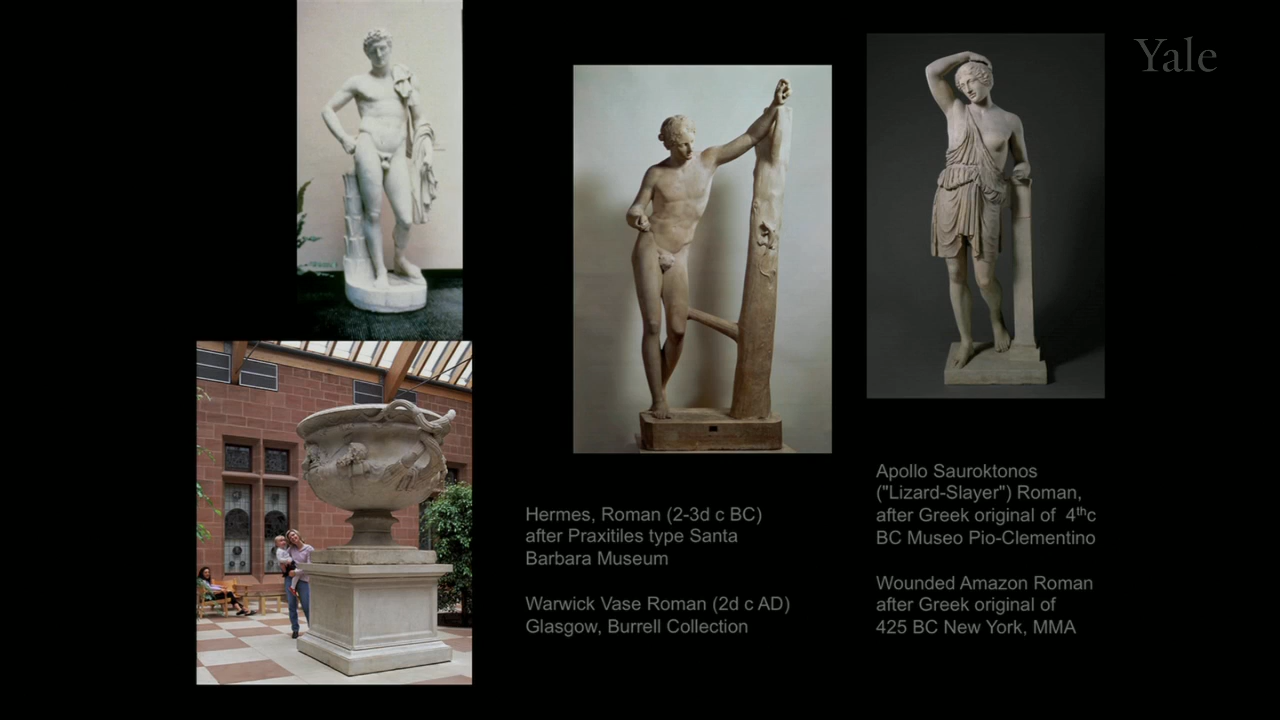 Yale
Hermes, Roman (2-3d c BC)
after Praxitiles type Santa
Barbara Museum
Warwick Vase Roman (2d c AD)
Glasgow, Burrell Collection
Apollo Sauroktonos
("Lizard-Slayer") Roman,
after Greek original of 4thc
BC Museo Pio-Clementino
Wounded Amazon Roman
after Greek original of
425 BC New York, MMA